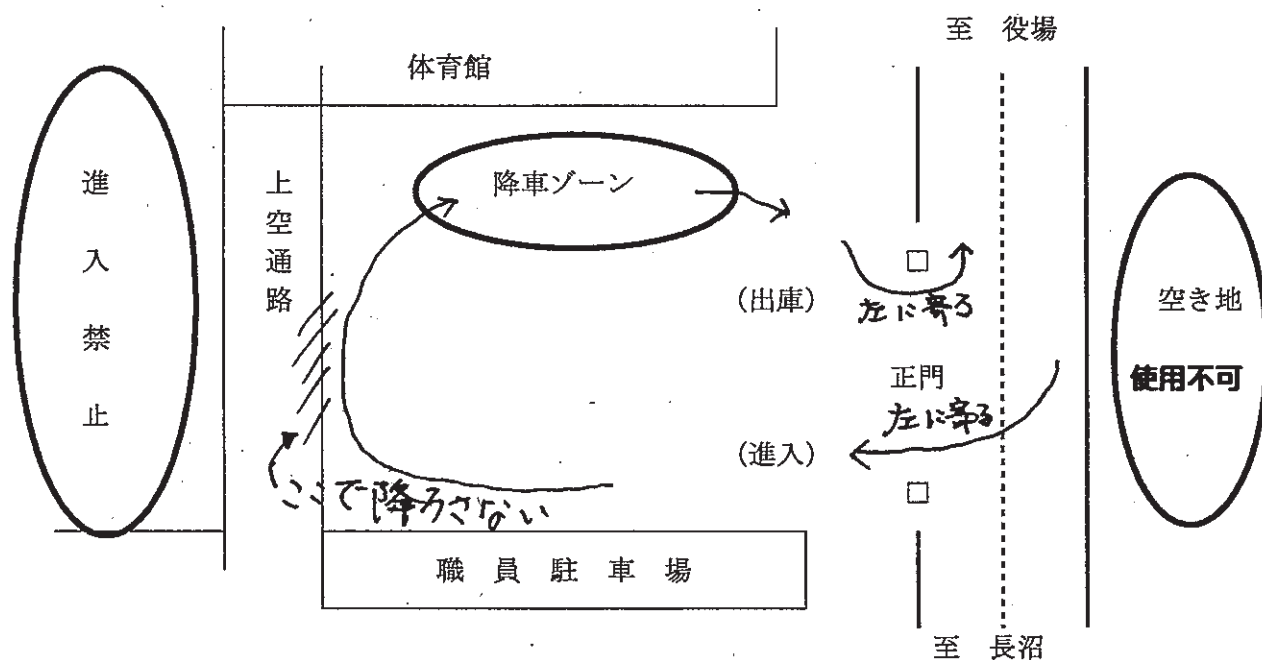 至 役場
体育館
進入禁止
上空通路
降車ゾーン
(出庫)
左に寄る
空き地
使用不可
正門
左に寄る
(進入)
ここで降ろさない
職員駐車場
至 長沼